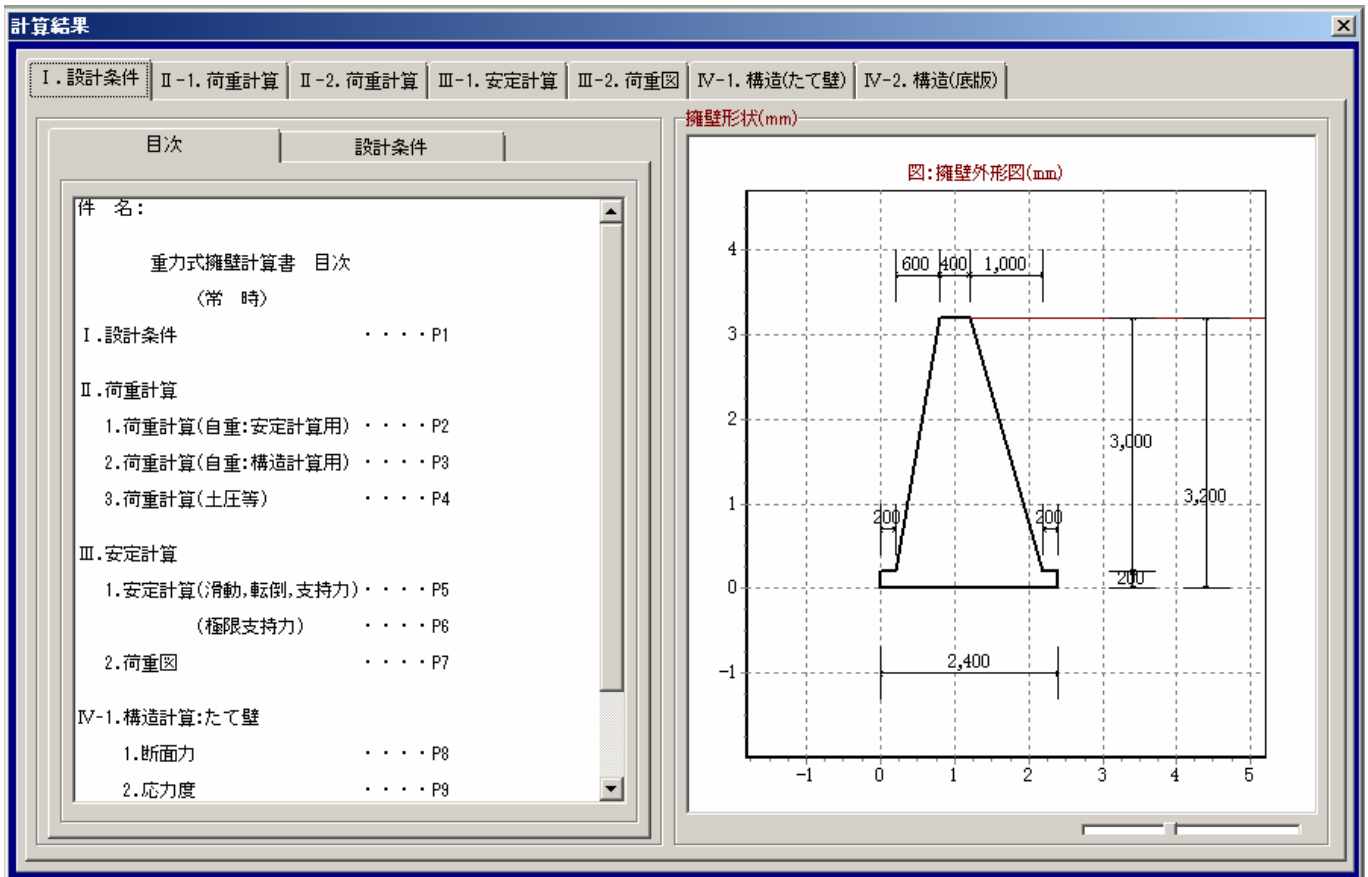 計算結果
Ⅰ.設計条件 Ⅱ-1.荷重計算 Ⅱ-2.荷重計算 Ⅲ-1.安定計算 Ⅲ-2.荷重図 Ⅳ-1.構造(たて壁) Ⅳ-2.構造(底版)
目次 設計条件
件 名:
重力式擁壁計算書 目次
(常 時)
Ⅰ.設計条件 ・・・・P1
Ⅱ.荷重計算
1.荷重計算(自重:安定計算用) ・・・・P2
2.荷重計算(自重:構造計算用) ・・・・P3
3.荷重計算(土圧等) ・・・・P4
Ⅲ.安定計算
1.安定計算(滑動,転倒,支持力)・・・・P5
(極限支持力) ・・・・P6
2.荷重図 ・・・・P7
Ⅳ-1.構造計算:たて壁
1.断面力 ・・・・P8
2.応力度 ・・・・P9
擁壁形状(mm)
図:擁壁外形図(mm)
4
600 400 1,000
3
2
3,000
3,200
1
200 200
200
0
2,400
-1
-1 0 1 2 3 4 5